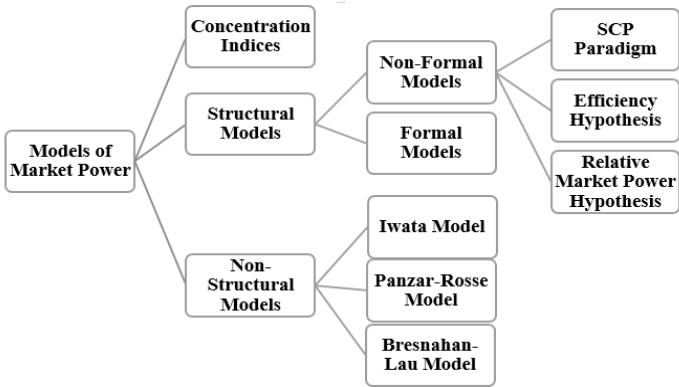 Models of
Market Power
Concentration
Indices
Structural
Models
Non-
Structural
Models
Non-Formal
Models
Formal
Models
Iwata Model
Panzar-Rosse
Model
Bresnahan-
Lau Model
SCP
Paradigm
Efficiency
Hypothesis
Relative
Market Power
Hypothesis